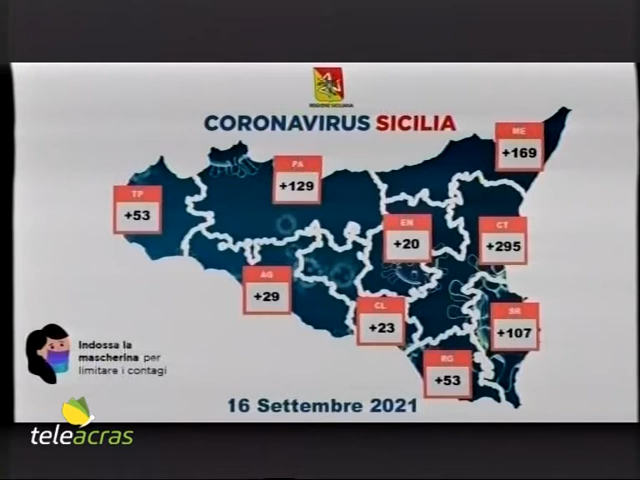 REGIONE SICILIANA
CORONAVIRUS SICILIA
ME
+169
PA
+129
TP
+53
EN
+20
CT
+295
AG
+29
CL
+23
SR
+107
RG
+53
Indossa la
mascherina per
limitare i contagi
16 Settembre 2021
teleacras